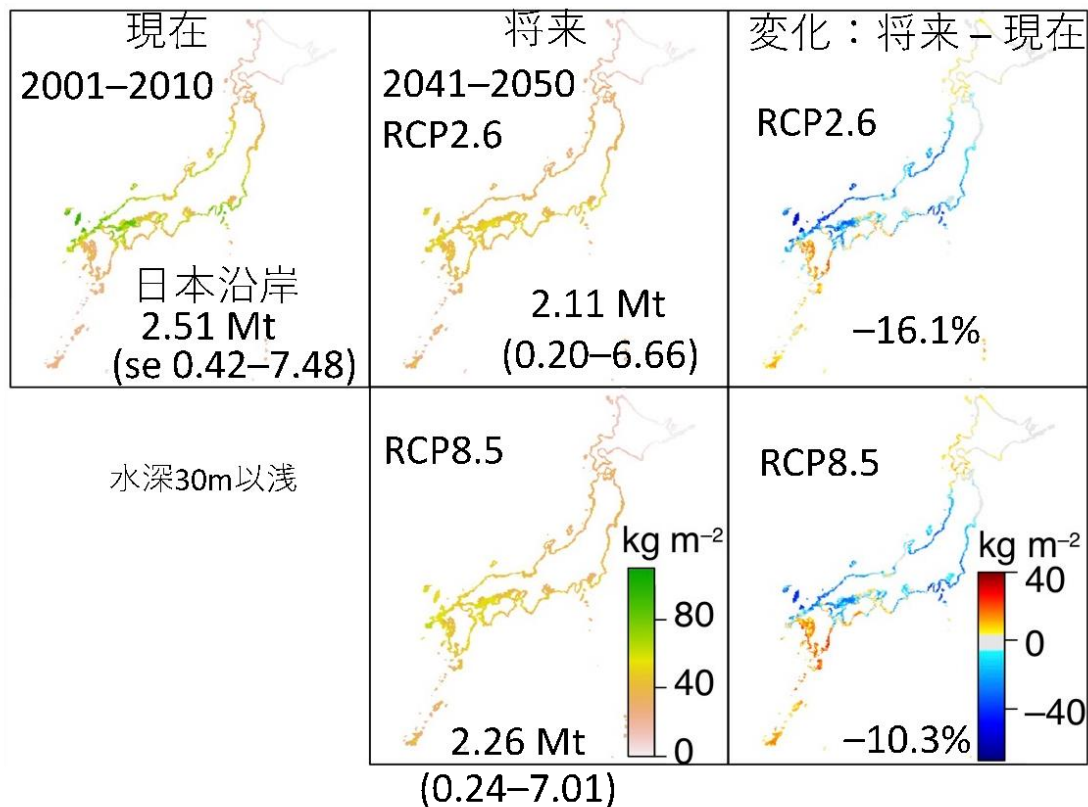 現在
2001–2010
日本沿岸
2.51 Mt
(se 0.42–7.48)
将来
2041–2050
RCP2.6
2.11 Mt
(0.20–6.66)
変化：将来 – 現在
RCP2.6
–16.1%
水深30m以浅
RCP8.5
kg m–2
80
40
0
2.26 Mt
(0.24–7.01)
RCP8.5
kg m–2
40
0
–40
–10.3%